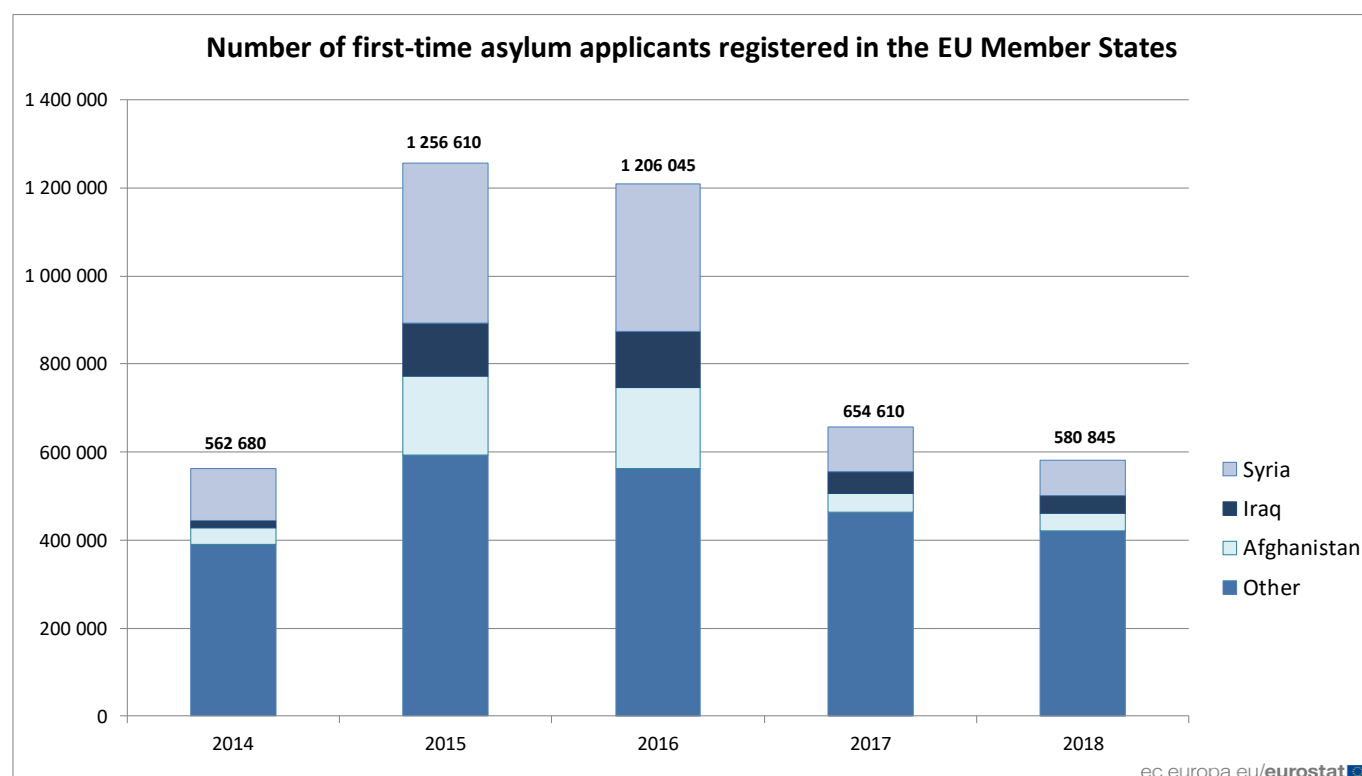 Number of first-time asylum applicants registered in the EU Member States
1 400 000
1 200 000
1 000 000
800 000
600 000
400 000
200 000
0
562 680
1 256 610
1 206 045
654 610
580 845
2014
2015
2016
2017
2018
Syria
Iraq
Afghanistan
Other
ec.europa.eu/eurostat